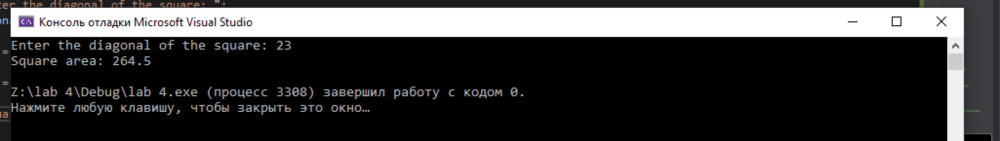 ter the diagonal of the square: ";
Консоль отладки Microsoft Visual Studio
Enter the diagonal of the square: 23
Square area: 264.5
Z:\lab 4\Debug\lab 4.exe (процесс 3308) завершил работу с кодом 0.
Нажмите любую клавишу, чтобы закрыть это окно…